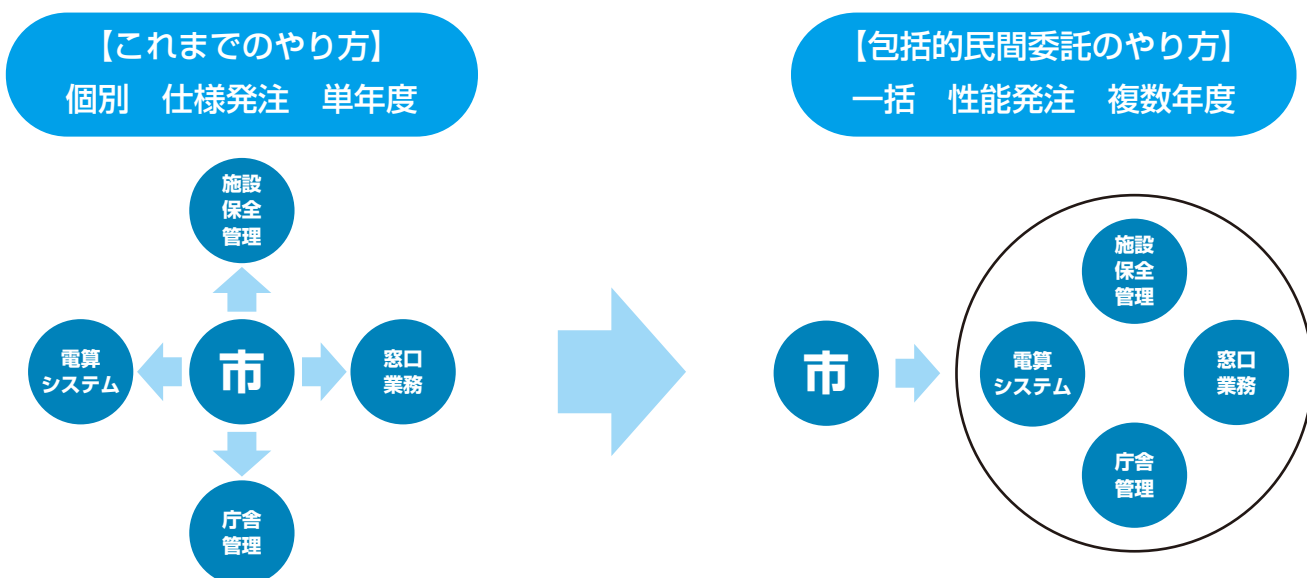 【これまでのやり方】
個別　仕様発注　単年度
施設
保全
管理
電算
システム
市
窓口
業務
庁舎
管理
【包括的民間委託のやり方】
一括　性能発注　複数年度
市
施設
保全
管理
電算
システム
窓口
業務
庁舎
管理